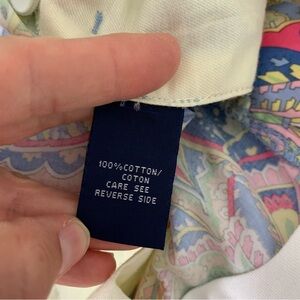 100%COTTON/
COTON
CARE SEE
REVERSE SIDE